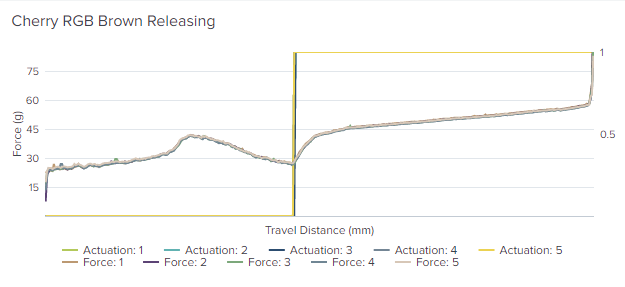 Cherry RGB Brown Releasing
1
75
60
45
30
15
0.5
Force (g)
Travel Distance (mm)
Actuation: 1 Actuation: 2 Actuation: 3 Actuation: 4 Actuation: 5
Force: 1 Force: 2 Force: 3 Force: 4 Force: 5